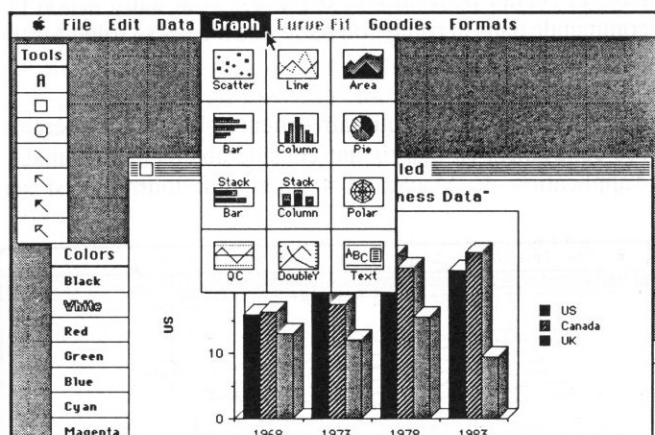 File Edit Data Graph Curve Fit Goodies Formats
Tools
A
Scatter Line Area
Bar Column Pie
Stack Bar Stack Column Polar
QC DoubleY Text
led
ness Data"
Colors
Black
White
Red
Green
Blue
Cyan
Magenta
US
10
0
1968 1973 1978 1983
US
Canada
UK